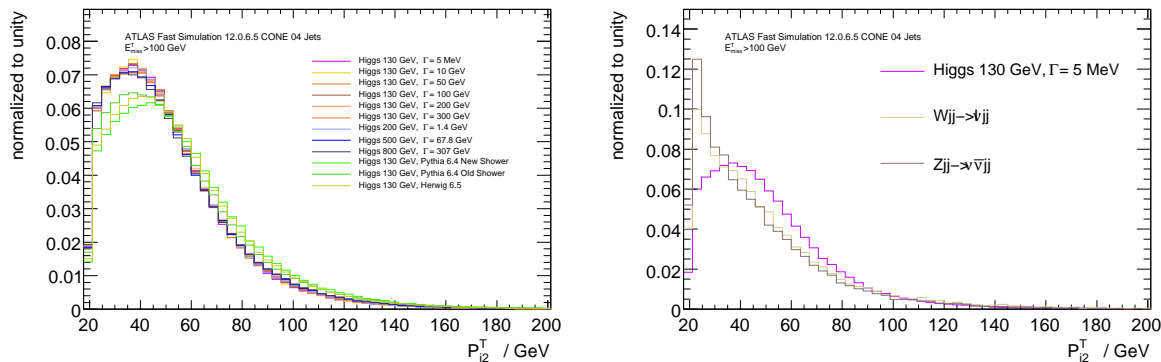 normalized to unity
ATLAS Fast Simulation 12.0.6.5 CONE 04 Jets
E^T_miss>100 GeV
Higgs 130 GeV, Γ= 5 MeV
Higgs 130 GeV, Γ= 10 GeV
Higgs 130 GeV, Γ= 50 GeV
Higgs 130 GeV, Γ= 100 GeV
Higgs 130 GeV, Γ= 200 GeV
Higgs 130 GeV, Γ= 300 GeV
Higgs 200 GeV, Γ= 1.4 GeV
Higgs 500 GeV, Γ= 67.8 GeV
Higgs 800 GeV, Γ= 307 GeV
Higgs 130 GeV, Pythia 6.4 New Shower
Higgs 130 GeV, Pythia 6.4 Old Shower
Higgs 130 GeV, Herwig 6.5
0.08
0.07
0.06
0.05
0.04
0.03
0.02
0.01
0
20 40 60 80 100 120 140 160 180 200
P^T_j2 / GeV
normalized to unity
ATLAS Fast Simulation 12.0.6.5 CONE 04 Jets
E^T_miss>100 GeV
Higgs 130 GeV, Γ= 5 MeV
Wjj->lνjj
Zjj->νν̄jj
0.14
0.12
0.1
0.08
0.06
0.04
0.02
0
20 40 60 80 100 120 140 160 180 200
P^T_j2 / GeV